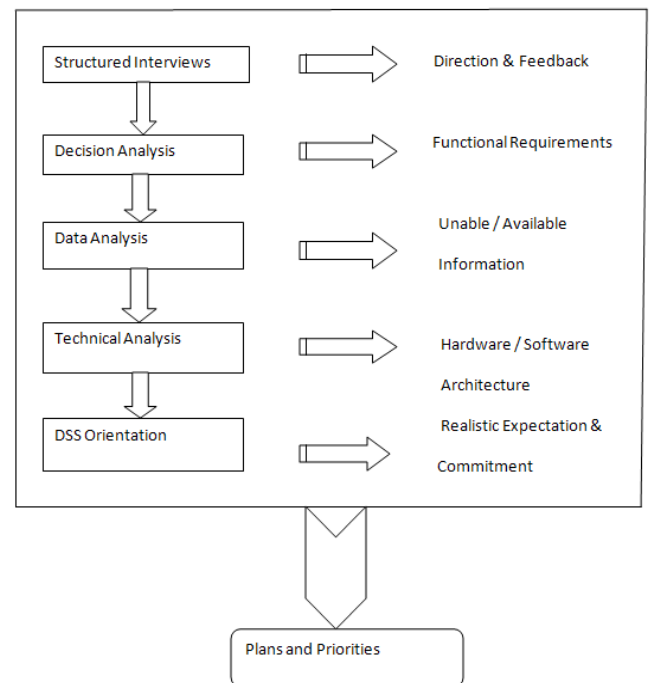 Structured Interviews
Direction & Feedback
Decision Analysis
Functional Requirements
Data Analysis
Unable / Available
Information
Technical Analysis
Hardware / Software
Architecture
DSS Orientation
Realistic Expectation &
Commitment
Plans and Priorities